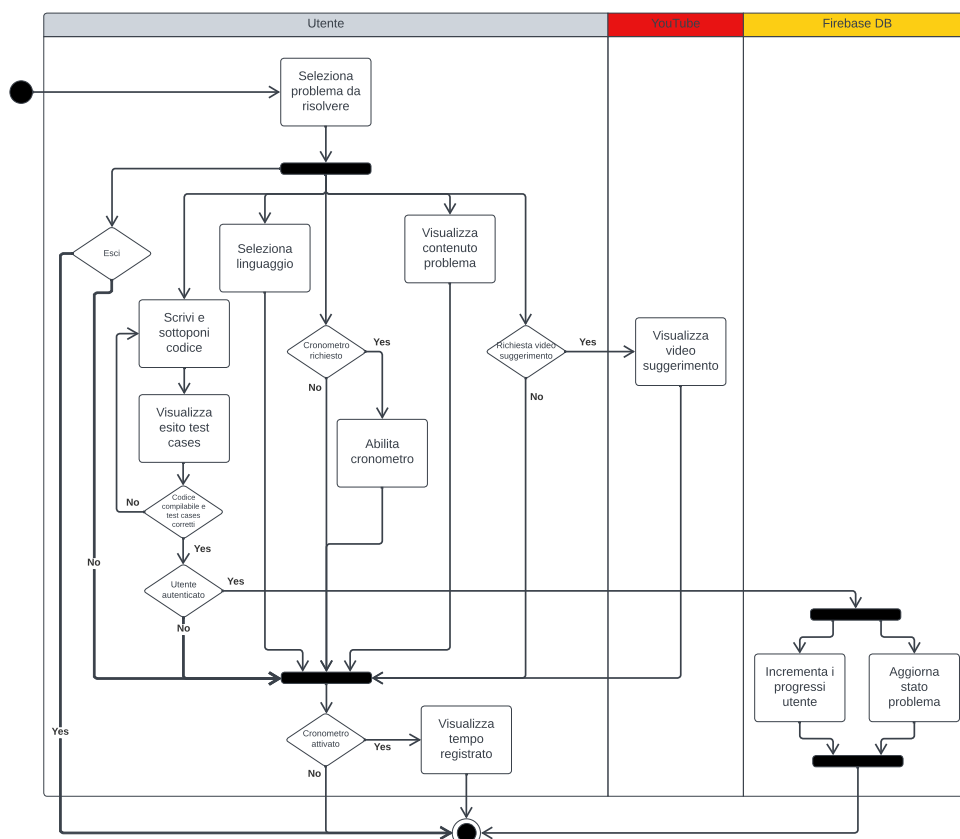 Utente
YouTube
Firebase DB
Seleziona
problema da
risolvere
Esci
Seleziona
linguaggio
Visualizza
contenuto
problema
Scrivi e
sottoponi
codice
Cronometro
richiesto
Yes
No
Richiesta video
suggerimento
Yes
No
Visualizza
video
suggerimento
Visualizza
esito test
cases
Abilita
cronometro
Codice
compilabile e
test cases
corretti
No
Yes
No
Utente
autenticato
Yes
No
Incrementa i
progressi
utente
Aggiorna
stato
problema
Yes
Cronometro
attivato
Yes
No
Visualizza
tempo
registrato